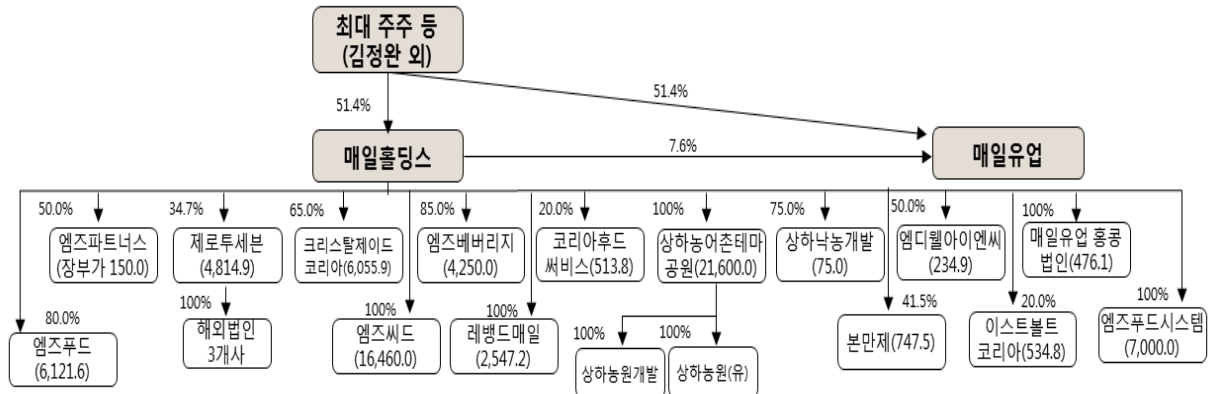 최대 주주 등
(김정완 외)
51.4%
51.4%
매일홀딩스
7.6%
매일유업
50.0%
34.7%
65.0%
85.0%
20.0%
100%
75.0%
50.0%
100%
엠즈파트너스
(장부가 150.0)
제로투세븐
(4,814.9)
크리스탈제이드
코리아(6,055.9)
엠즈베버리지
(4,250.0)
코리아후드
써비스(513.8)
상하농어촌테마
공원(21,600.0)
상하낙농개발
(75.0)
엠디웰아이엔씨
(234.9)
매일유업 홍콩
법인(476.1)
80.0%
엠즈푸드
(6,121.6)
100%
해외법인
3개사
100%
엠즈씨드
(16,460.0)
100%
레뱅드매일
(2,547.2)
100%
상하농원개발
100%
상하농원(유)
41.5%
본만제(747.5)
20.0%
이스트볼트
코리아(534.8)
100%
엠즈푸드시스템
(7,000.0)